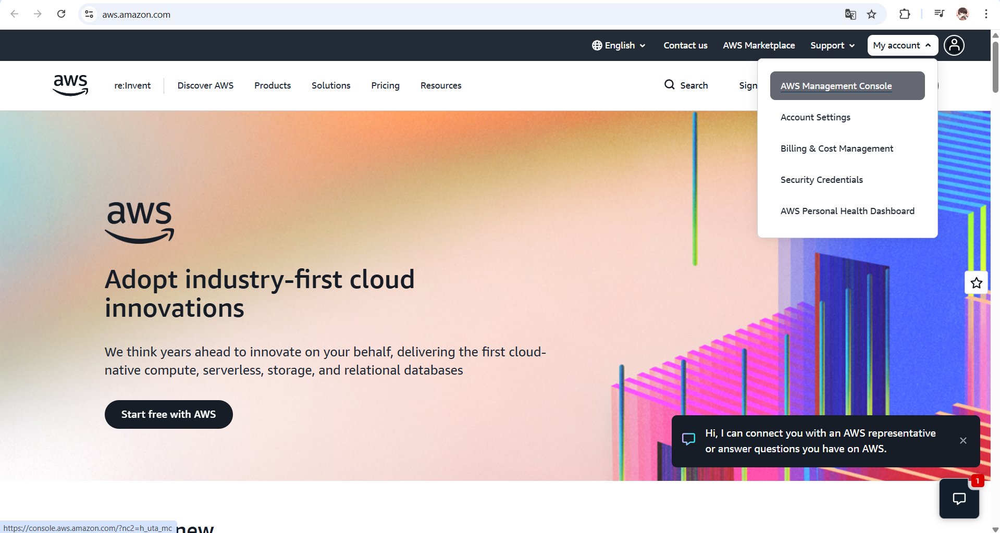 aws.amazon.com
English
Contact us
AWS Marketplace
Support
My account
aws
re:Invent
Discover AWS
Products
Solutions
Pricing
Resources
Search
Sign
AWS Management Console
Account Settings
Billing & Cost Management
Security Credentials
AWS Personal Health Dashboard
aws
Adopt industry-first cloud
innovations
We think years ahead to innovate on your behalf, delivering the first cloud-
native compute, serverless, storage, and relational databases
Start free with AWS
Hi, I can connect you with an AWS representative
or answer questions you have on AWS.
1
new
https://console.aws.amazon.com/?nc2=h_uta_mc